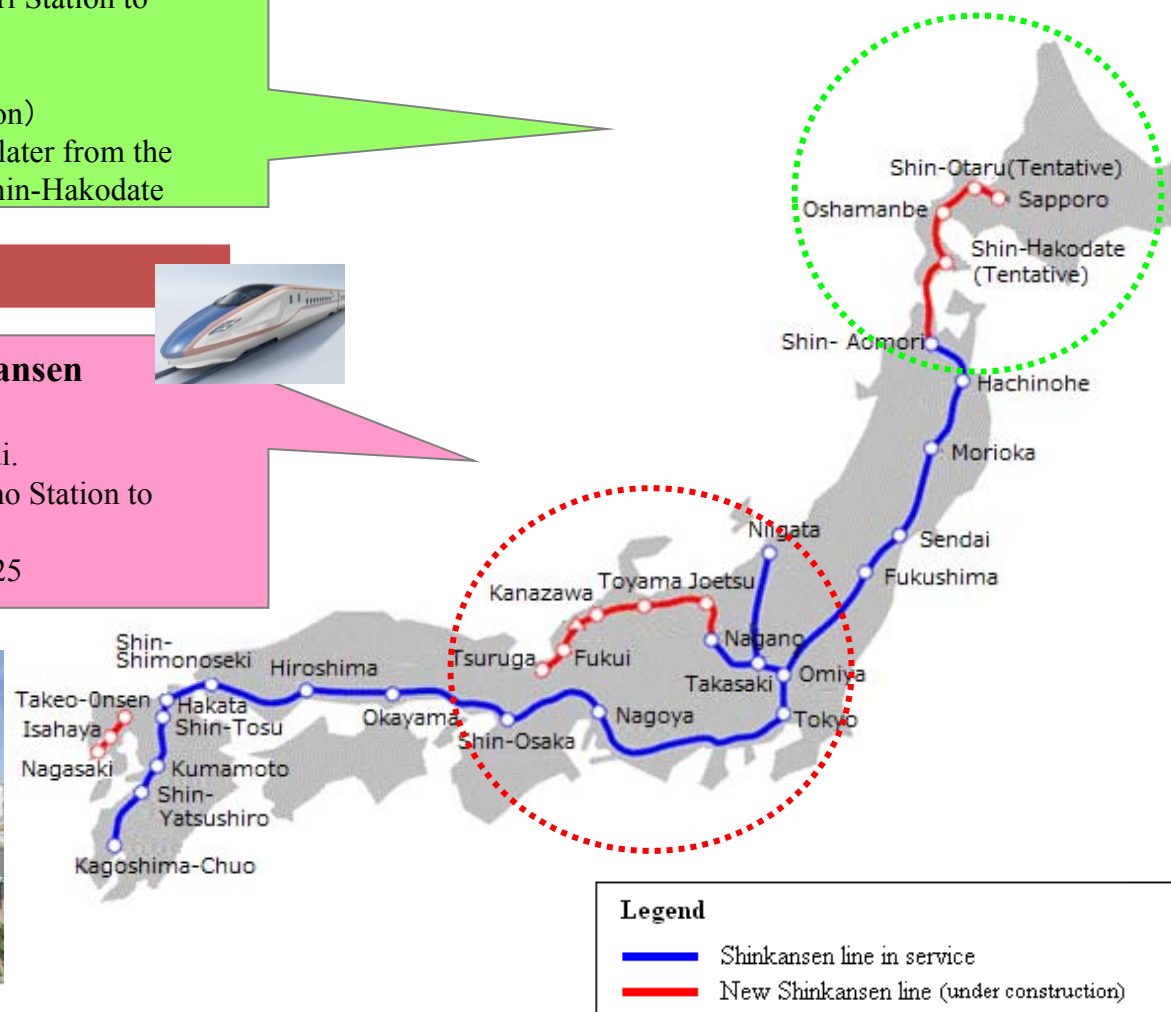 Station to
on）
later from the
hin-Hakodate
ansen
i.
no Station to
25
Shin-Otaru(Tentative)
Oshamanbe
Sapporo
Shin-Hakodate
(Tentative)
Shin- Aomori
Hachinohe
Morioka
Sendai
Fukushima
Niigata
Kanazawa
Toyama
Joetsu
Nagano
Tsuruga
Fukui
Takasaki
Omiya
Tokyo
Nagoya
Shin-Osaka
Okayama
Hiroshima
Shin-
Shimonoseki
Takeo-0nsen
Hakata
Isahaya
Shin-Tosu
Nagasaki
Kumamoto
Shin-
Yatsushiro
Kagoshima-Chuo
Legend
Shinkansen line in service
New Shinkansen line (under construction)